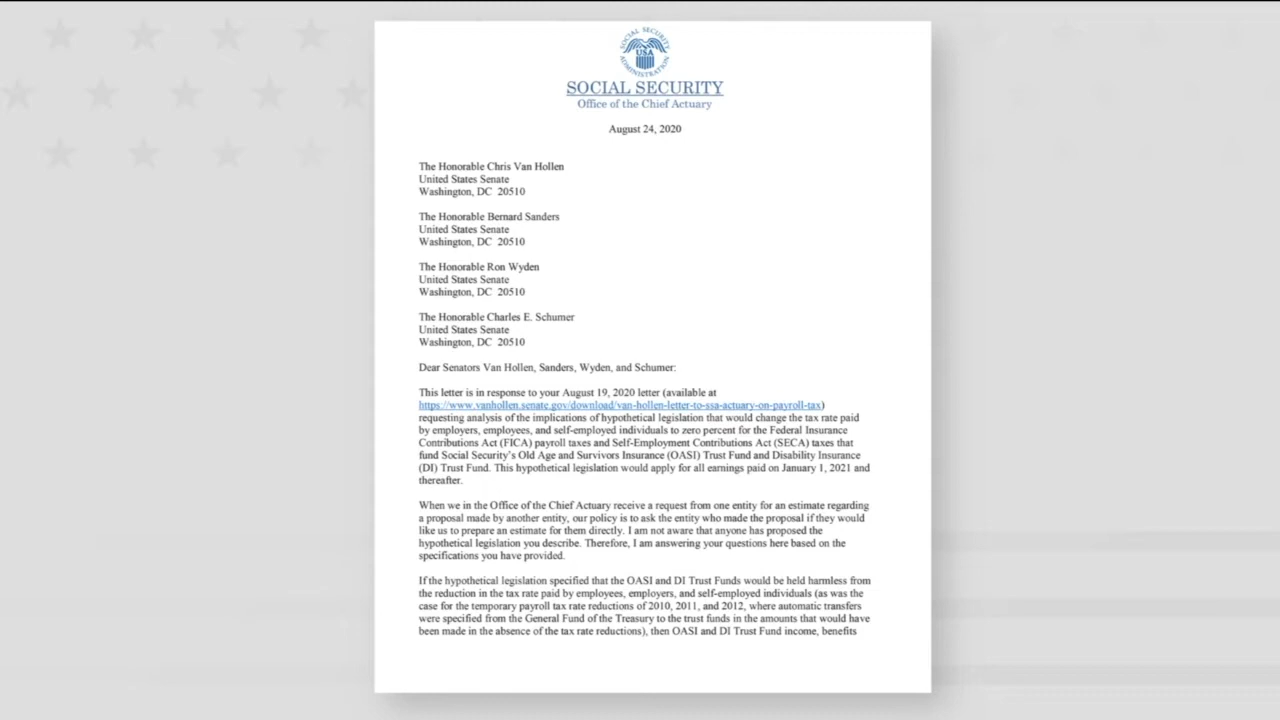 SOCIAL SECURITY
ADMINISTRATION
USA
SOCIAL SECURITY
Office of the Chief Actuary
August 24, 2020
The Honorable Chris Van Hollen
United States Senate
Washington, DC 20510
The Honorable Bernard Sanders
United States Senate
Washington, DC 20510
The Honorable Ron Wyden
United States Senate
Washington, DC 20510
The Honorable Charles E. Schumer
United States Senate
Washington, DC 20510
Dear Senators Van Hollen, Sanders, Wyden, and Schumer:
This letter is in response to your August 19, 2020 letter (available at
https://www.vanhollen.senate.gov/download/van-hollen-letter-to-ssa-actuary-on-payroll-tax)
requesting analysis of the implications of hypothetical legislation that would change the tax rate paid
by employers, employees, and self-employed individuals to zero percent for the Federal Insurance
Contributions Act (FICA) payroll taxes and Self-Employment Contributions Act (SECA) taxes that
fund Social Security's Old Age and Survivors Insurance (OASI) Trust Fund and Disability Insurance
(DI) Trust Fund. This hypothetical legislation would apply for all earnings paid on January 1, 2021 and
thereafter.
When we in the Office of the Chief Actuary receive a request from one entity for an estimate regarding
a proposal made by another entity, our policy is to ask the entity who made the proposal if they would
like us to prepare an estimate for them directly. I am not aware that anyone has proposed the
hypothetical legislation you describe. Therefore, I am answering your questions here based on the
specifications you have provided.
If the hypothetical legislation specified that the OASI and DI Trust Funds would be held harmless from
the reduction in the tax rate paid by employees, employers, and self-employed individuals (as was the
case for the temporary payroll tax rate reductions of 2010, 2011, and 2012, where automatic transfers
were specified from the General Fund of the Treasury to the trust funds in the amounts that would have
been made in the absence of the tax rate reductions), then OASI and DI Trust Fund income, benefits